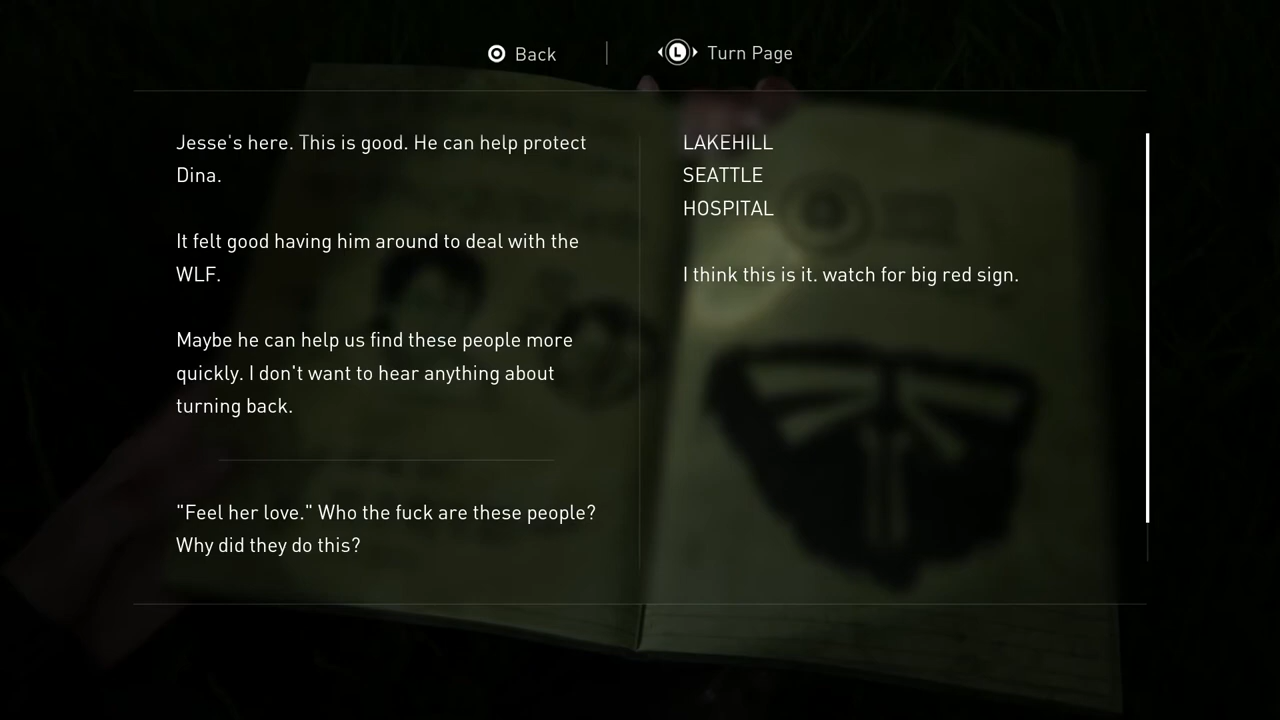 Back
L Turn Page
Jesse's here. This is good. He can help protect
Dina.
It felt good having him around to deal with the
WLF.
Maybe he can help us find these people more
quickly. I don't want to hear anything about
turning back.
"Feel her love." Who the fuck are these people?
Why did they do this?
LAKEHILL
SEATTLE
HOSPITAL
I think this is it. watch for big red sign.